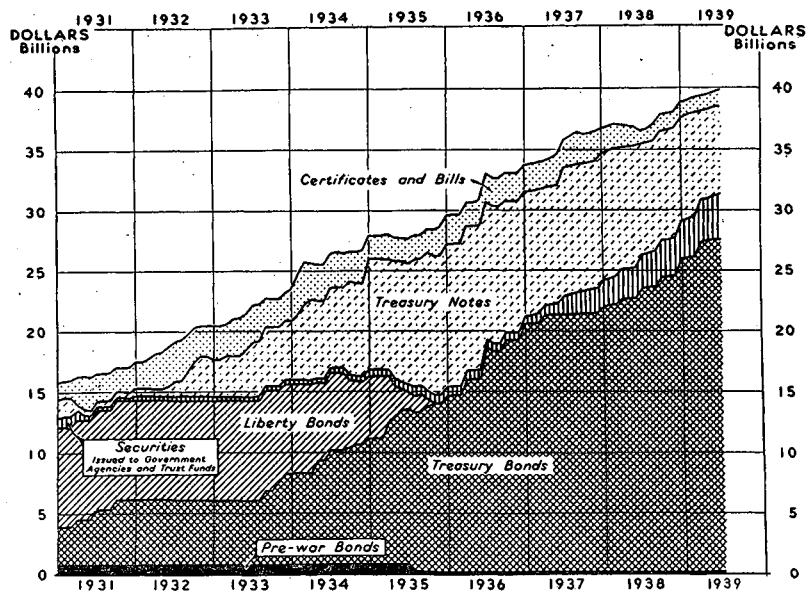 1931 1932 1933 1934 1935 1936 1937 1938 1939
DOLLARS
Billions
DOLLARS
Billions
40 40
35 35
Certificates and Bills
30 30
25 25
Treasury Notes
20 20
15 15
Liberty Bonds
Securities
Issued to Government
Agencies and Trust Funds
10 10
Treasury Bonds
5 5
Pre-war Bonds
0 0
1931 1932 1933 1934 1935 1936 1937 1938 1939